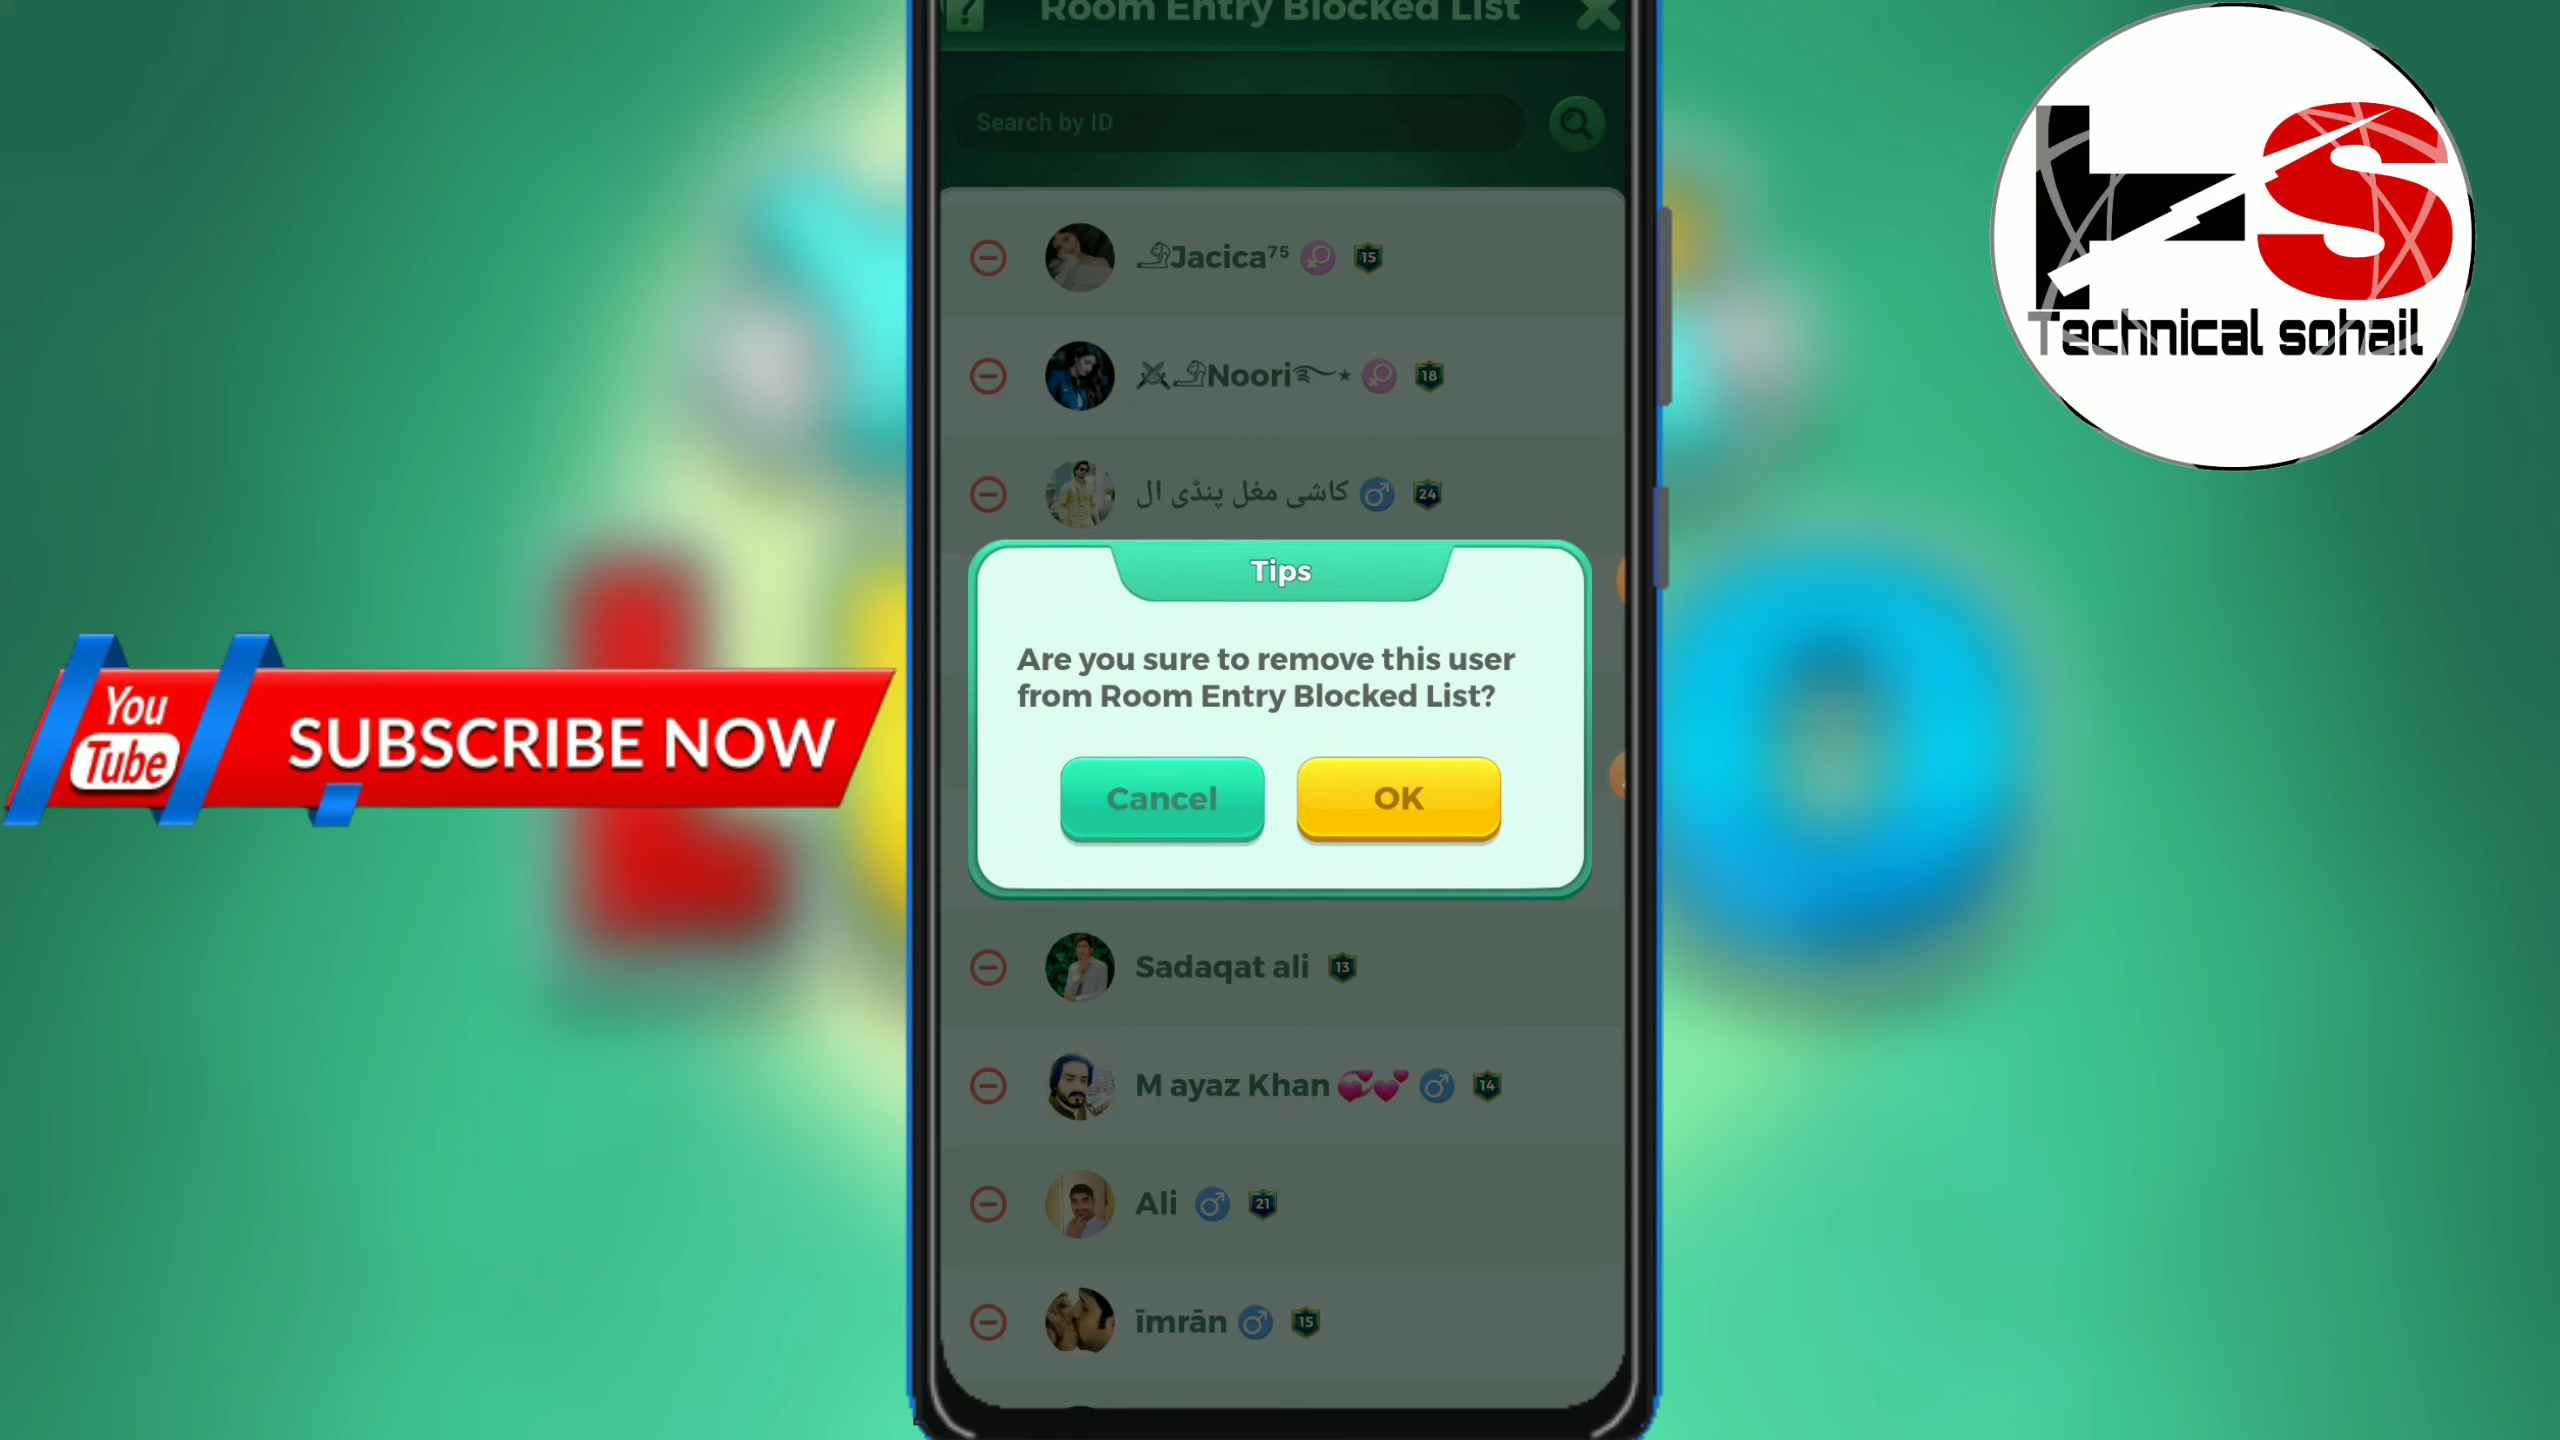 Room Entry Blocked List
Search by ID
Jacica⁷⁵
15
Noori
18
کاشی مغل پنڈی ال
24
Tips
Are you sure to remove this user
from Room Entry Blocked List?
Cancel
OK
Sadaqat ali
13
M ayaz Khan 💞💕
14
Ali
21
īmrān
15
You
Tube
SUBSCRIBE NOW
S
Technical sohail
L
O